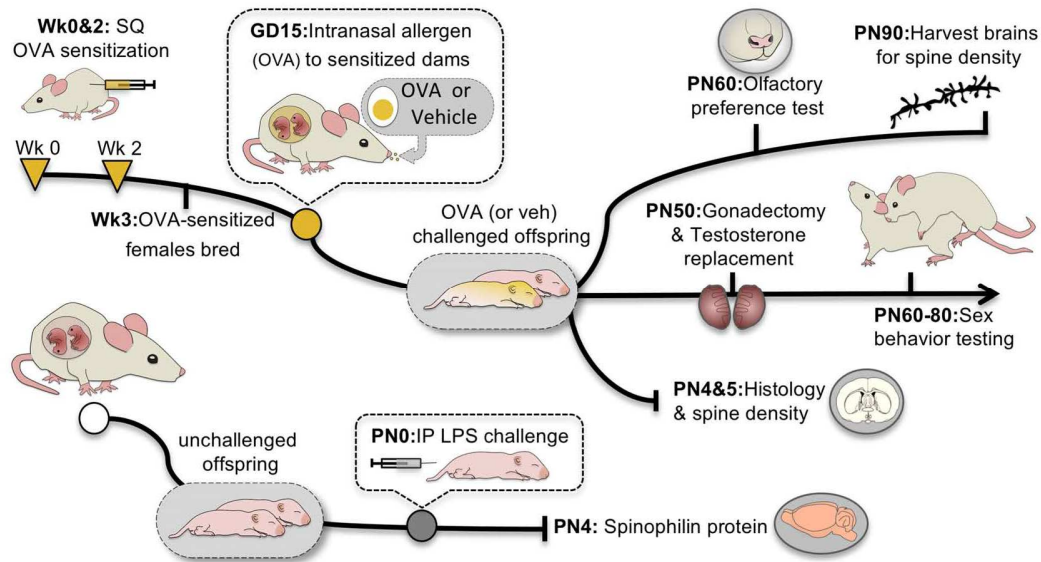 Wk0&2: SQ
OVA sensitization
Wk 0
Wk 2
Wk3:OVA-sensitized
females bred
GD15:Intranasal allergen
(OVA) to sensitized dams
OVA or
Vehicle
OVA (or veh)
challenged offspring
PN60:Olfactory
preference test
PN90:Harvest brains
for spine density
PN50:Gonadectomy
& Testosterone
replacement
PN60-80:Sex
behavior testing
PN4&5:Histology
& spine density
unchallenged
offspring
PN0:IP LPS challenge
PN4: Spinophilin protein